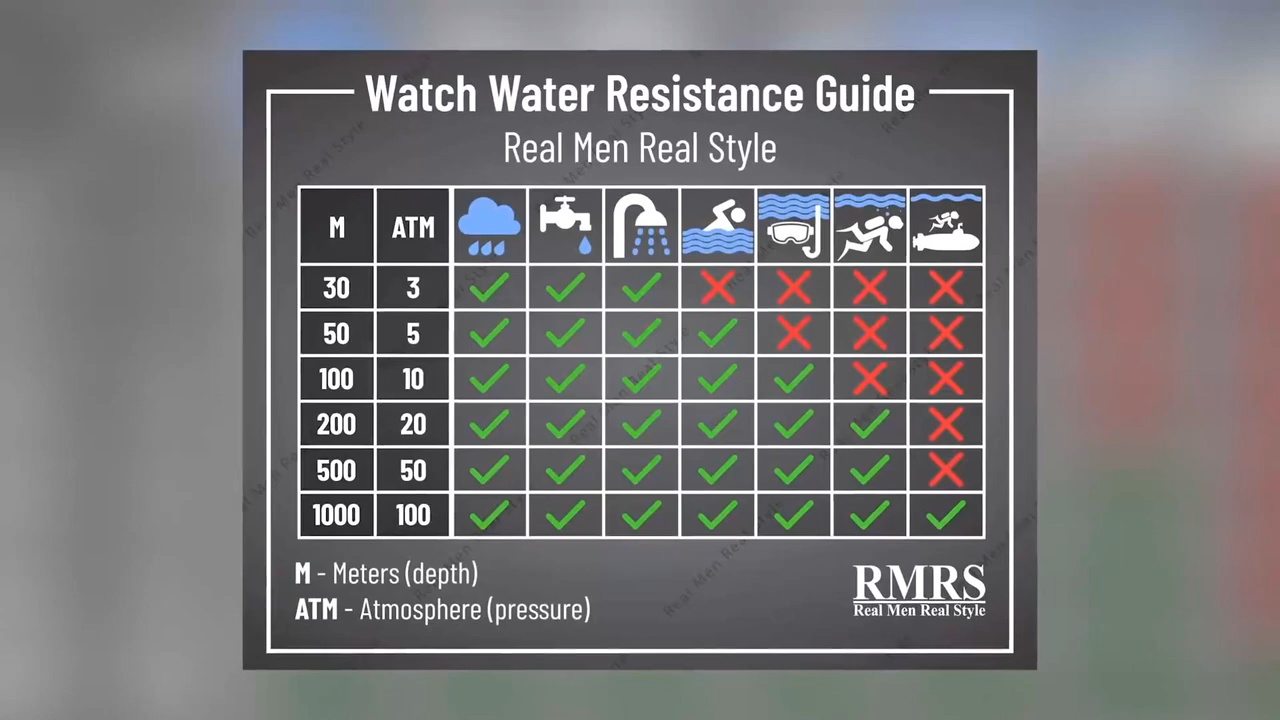 Watch Water Resistance Guide
Real Men Real Style
M ATM
30 3
50 5
100 10
200 20
500 50
1000 100
M - Meters (depth)
ATM - Atmosphere (pressure)
RMRS
Real Men Real Style